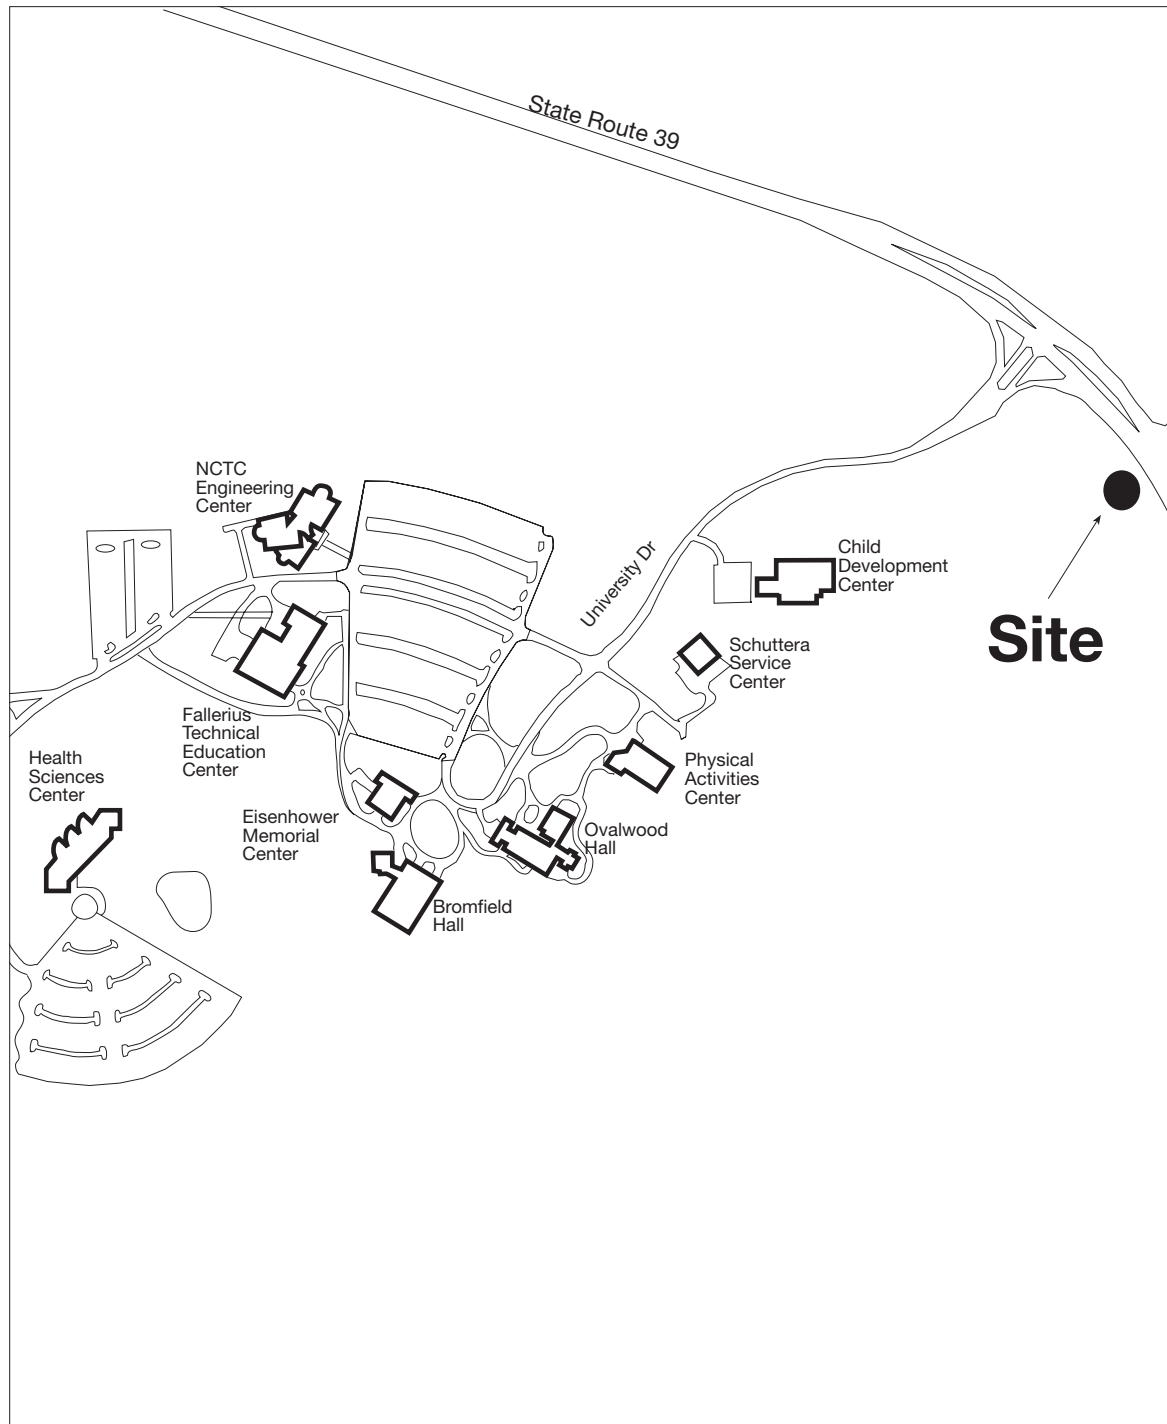 State Route 39
NCTC
Engineering
Center
University Dr
Child
Development
Center
Site
Schuttera
Service
Center
Fallerius
Technical
Education
Center
Health
Sciences
Center
Physical
Activities
Center
Eisenhower
Memorial
Center
Ovalwood
Hall
Bromfield
Hall